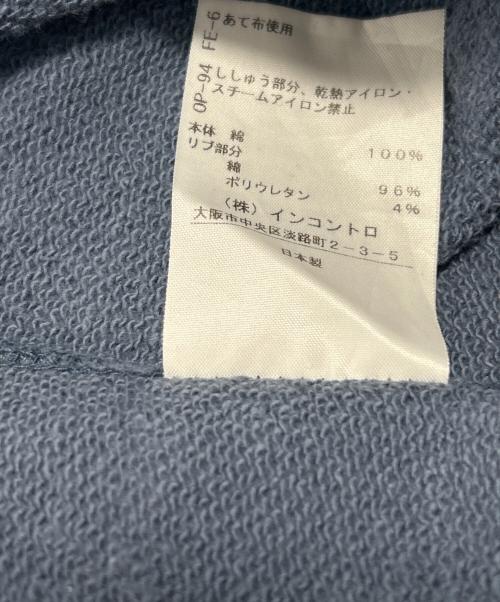 あて布使用
ししゅう部分、乾熱アイロン・
スチームアイロン禁止
本体 綿 100%
リブ部分
綿 96%
ポリウレタン 4%
(株)インコントロ
大阪市中央区淡路町2-3-5
日本製
OP-94 FE-6